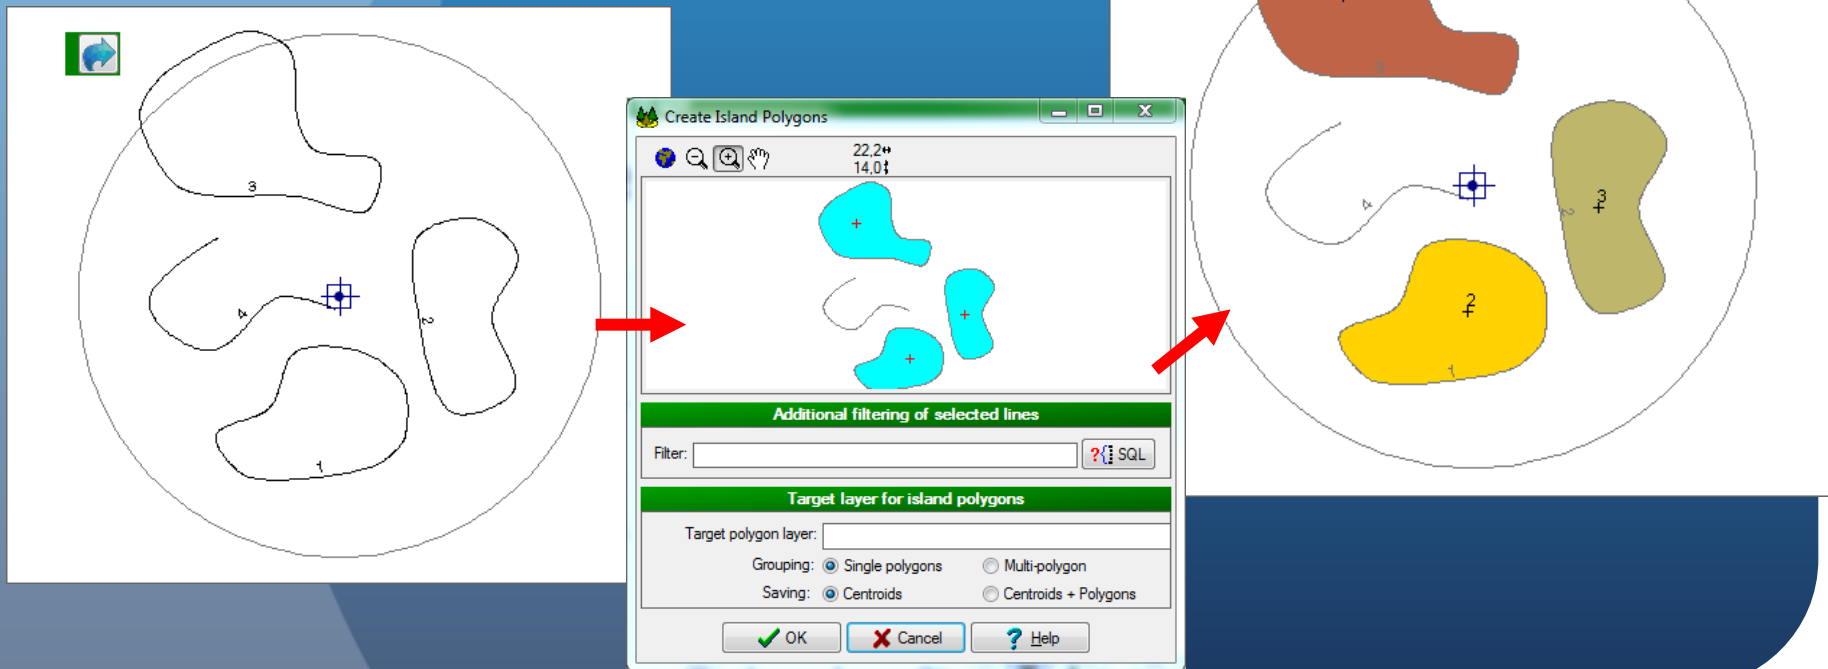 3
4
2
1
Create Island Polygons
22,2
14,0
Additional filtering of selected lines
Filter:
?{ SQL
Target layer for island polygons
Target polygon layer:
Grouping: Single polygons Multi-polygon
Saving: Centroids Centroids + Polygons
OK Cancel ? Help
3
4
2
3
2
1